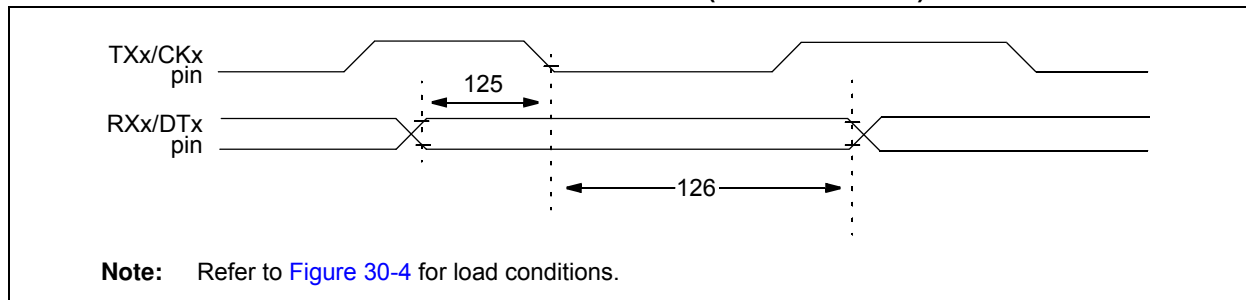 TXx/CKx
pin
125
RXx/DTx
pin
126
Note: Refer to Figure 30-4 for load conditions.